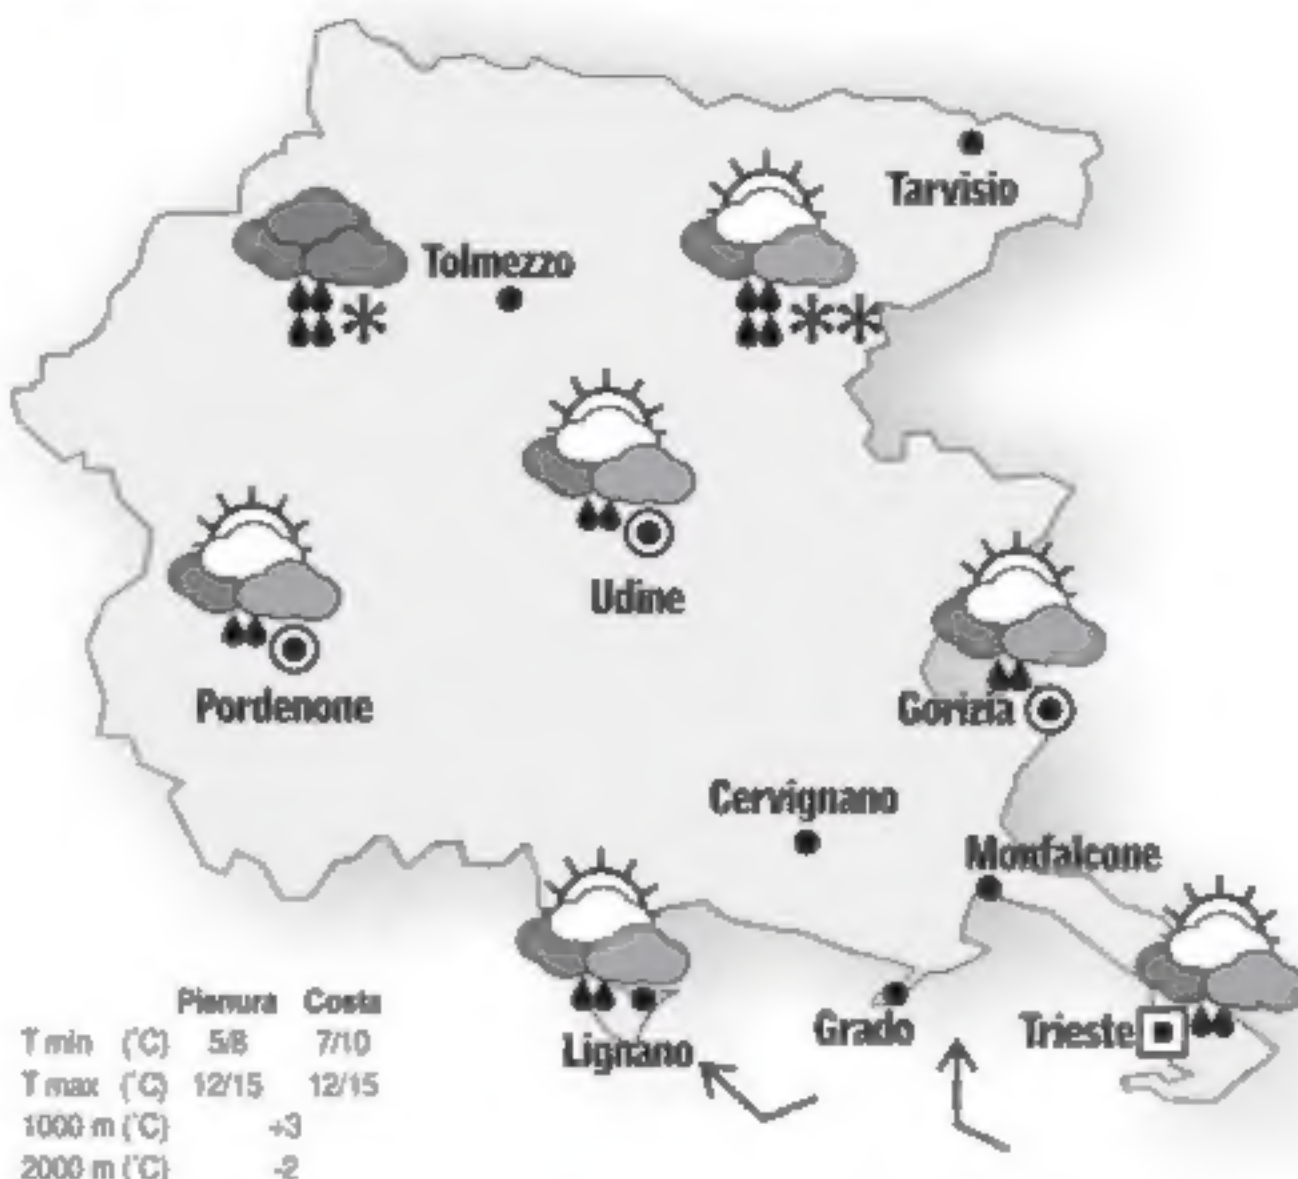 Tarvisio
Tolmezzo
Udine
Pordenone
Gorizia
Cervignano
Monfalcone
Grado
Trieste
Lignano
Pianura Costa
T min (°C) 5/8 7/10
T max (°C) 12/15 12/15
1000 m (°C) +3
2000 m (°C) -2